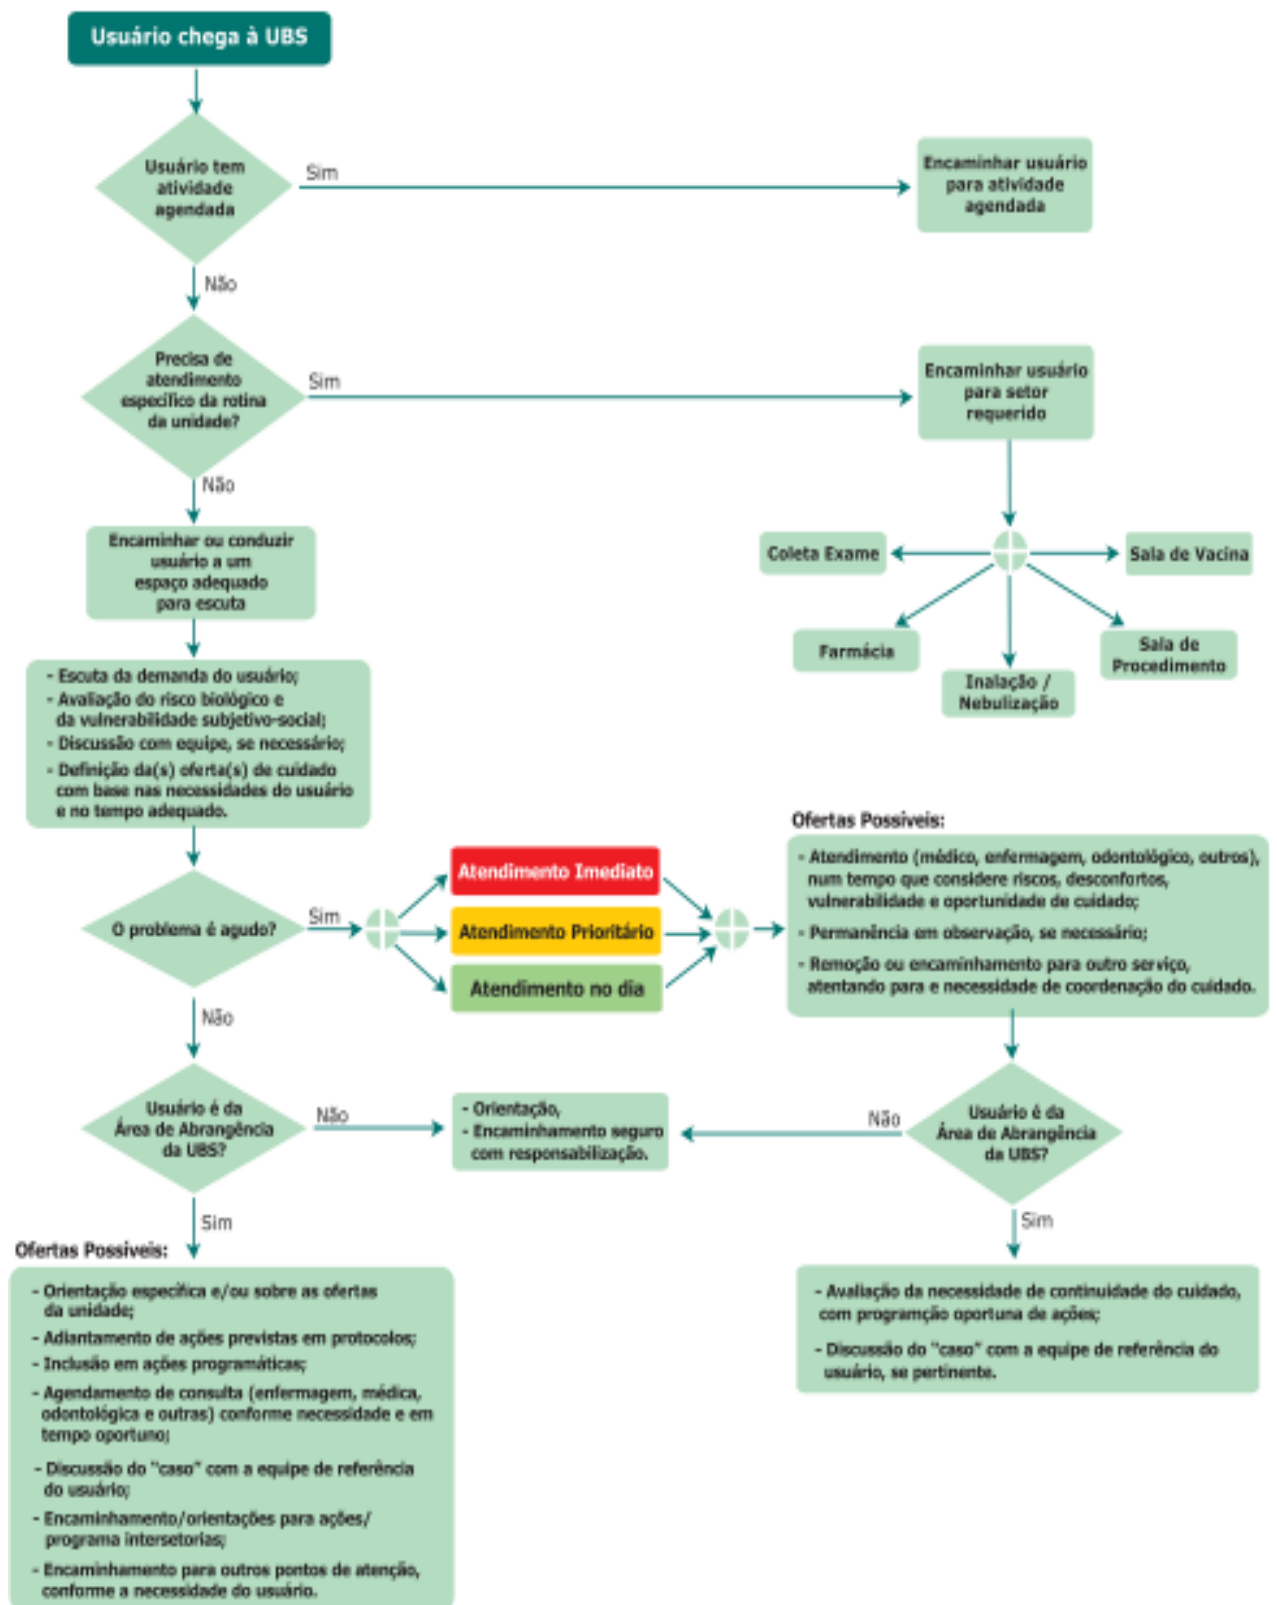 Usuário chega à UBS
Usuário tem
atividade
agendada
Sim
Encaminhar usuário
para atividade
agendada
Não
Precisa de
atendimento
específico da rotina
da unidade?
Sim
Encaminhar usuário
para setor
requerido
Não
Encaminhar ou conduzir
usuário a um
espaço adequado
para escuta
Coleta Exame
Sala de Vacina
Farmácia
Sala de
Procedimento
Inalação /
Nebulização
- Escuta da demanda do usuário;
- Avaliação do risco biológico e
da vulnerabilidade subjetivo-social;
- Discussão com equipe, se necessário;
- Definição da(s) oferta(s) de cuidado
com base nas necessidades do usuário
e no tempo adequado.
O problema é agudo?
Sim
Atendimento Imediato
Atendimento Prioritário
Atendimento no dia
Ofertas Possiveis:
- Atendimento (médico, enfermagem, odontológico, outros),
num tempo que considere riscos, desconfortos,
vulnerabilidade e oportunidade de cuidado;
- Permanência em observação, se necessário;
- Remoção ou encaminhamento para outro serviço,
atentando para e necessidade de coordenação do cuidado.
Não
Usuário é da
Área de Abrangência
da UBS?
Não
- Orientação,
- Encaminhamento seguro
com responsabilização.
Não
Usuário é da
Área de Abrangência
da UBS?
Sim
Sim
Ofertas Possiveis:
- Orientação específica e/ou sobre as ofertas
da unidade;
- Adiantamento de ações previstas em protocolos;
- Inclusão em ações programáticas;
- Agendamento de consulta (enfermagem, médica,
odontológica e outras) conforme necessidade e em
tempo oportuno;
- Discussão do "caso" com a equipe de referência
do usuário;
- Encaminhamento/orientações para ações/
programa intersetorias;
- Encaminhamento para outros pontos de atenção,
conforme a necessidade do usuário.
- Avaliação da necessidade de continuidade do cuidado,
com programção oportuna de ações;
- Discussão do "caso" com a equipe de referência do
usuário, se pertinente.